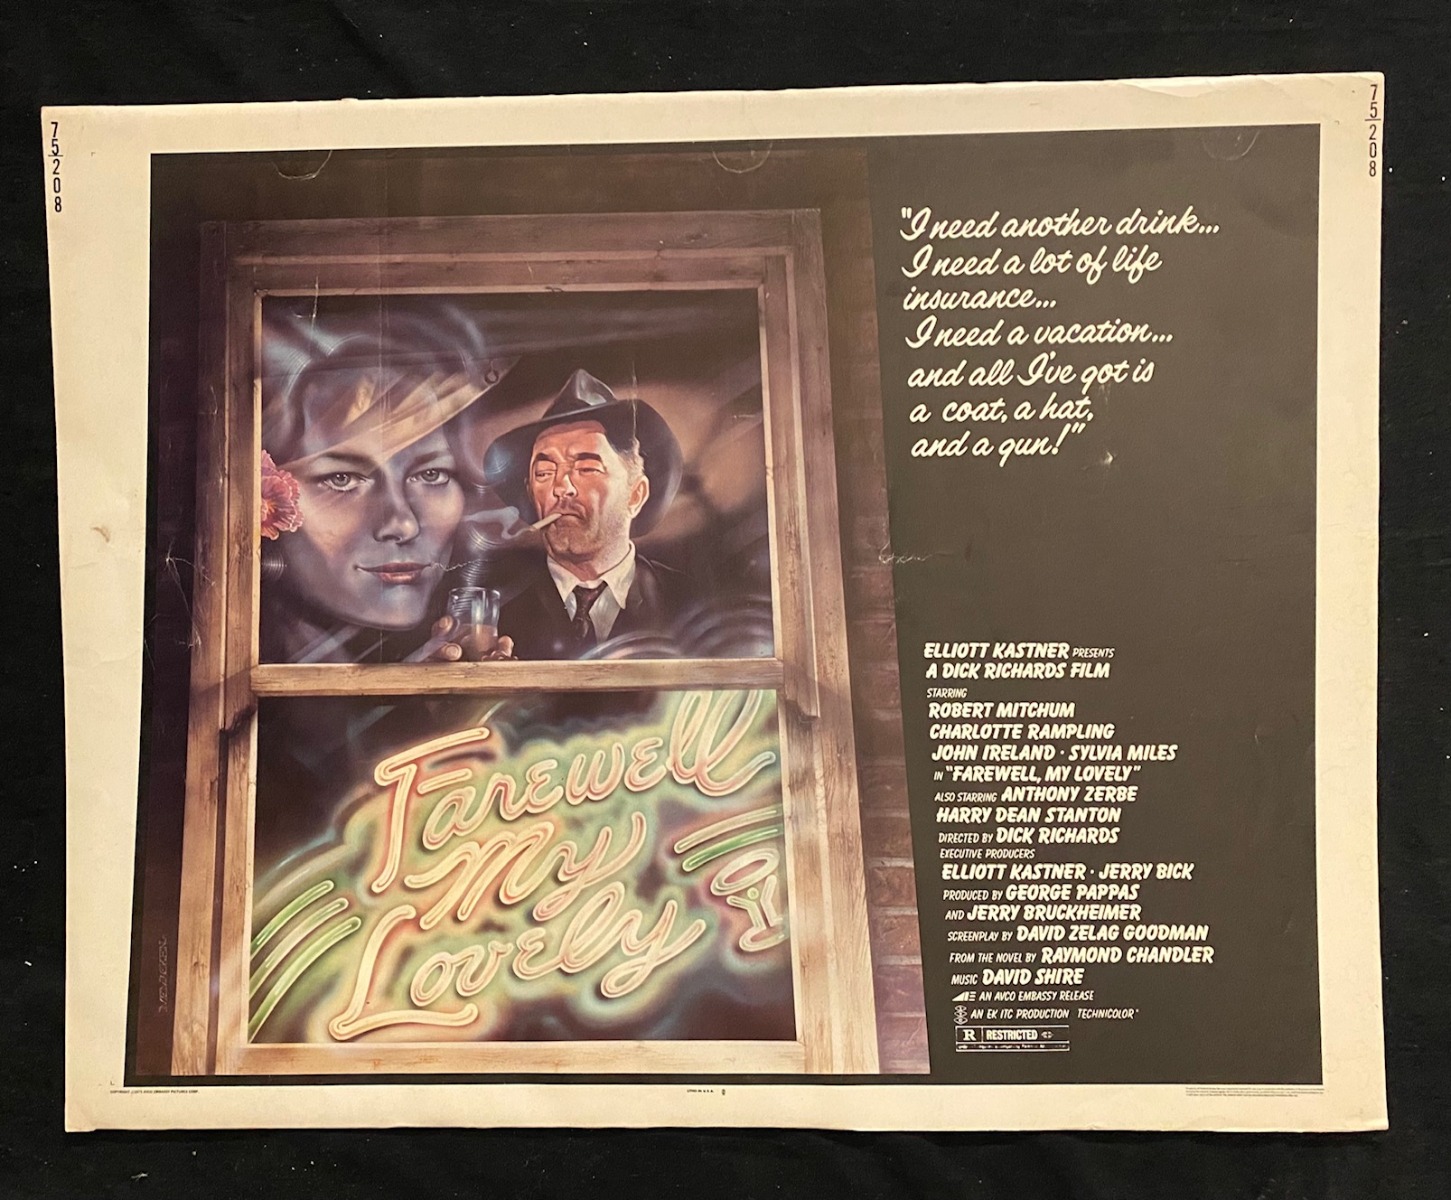 75/208
75/208
"I need another drink...
I need a lot of life
insurance...
I need a vacation...
and all I've got is
a coat, a hat,
and a gun!"
Farewell
My
Lovely
ELLIOTT KASTNER PRESENTS
A DICK RICHARDS FILM
STARRING
ROBERT MITCHUM
CHARLOTTE RAMPLING
JOHN IRELAND · SYLVIA MILES
IN "FAREWELL, MY LOVELY"
ALSO STARRING ANTHONY ZERBE
HARRY DEAN STANTON
DIRECTED BY DICK RICHARDS
EXECUTIVE PRODUCERS
ELLIOTT KASTNER · JERRY BICK
PRODUCED BY GEORGE PAPPAS
AND JERRY BRUCKHEIMER
SCREENPLAY BY DAVID ZELAG GOODMAN
FROM THE NOVEL BY RAYMOND CHANDLER
MUSIC DAVID SHIRE
AN AVCO EMBASSY RELEASE
AN EK ITC PRODUCTION TECHNICOLOR®
R RESTRICTED